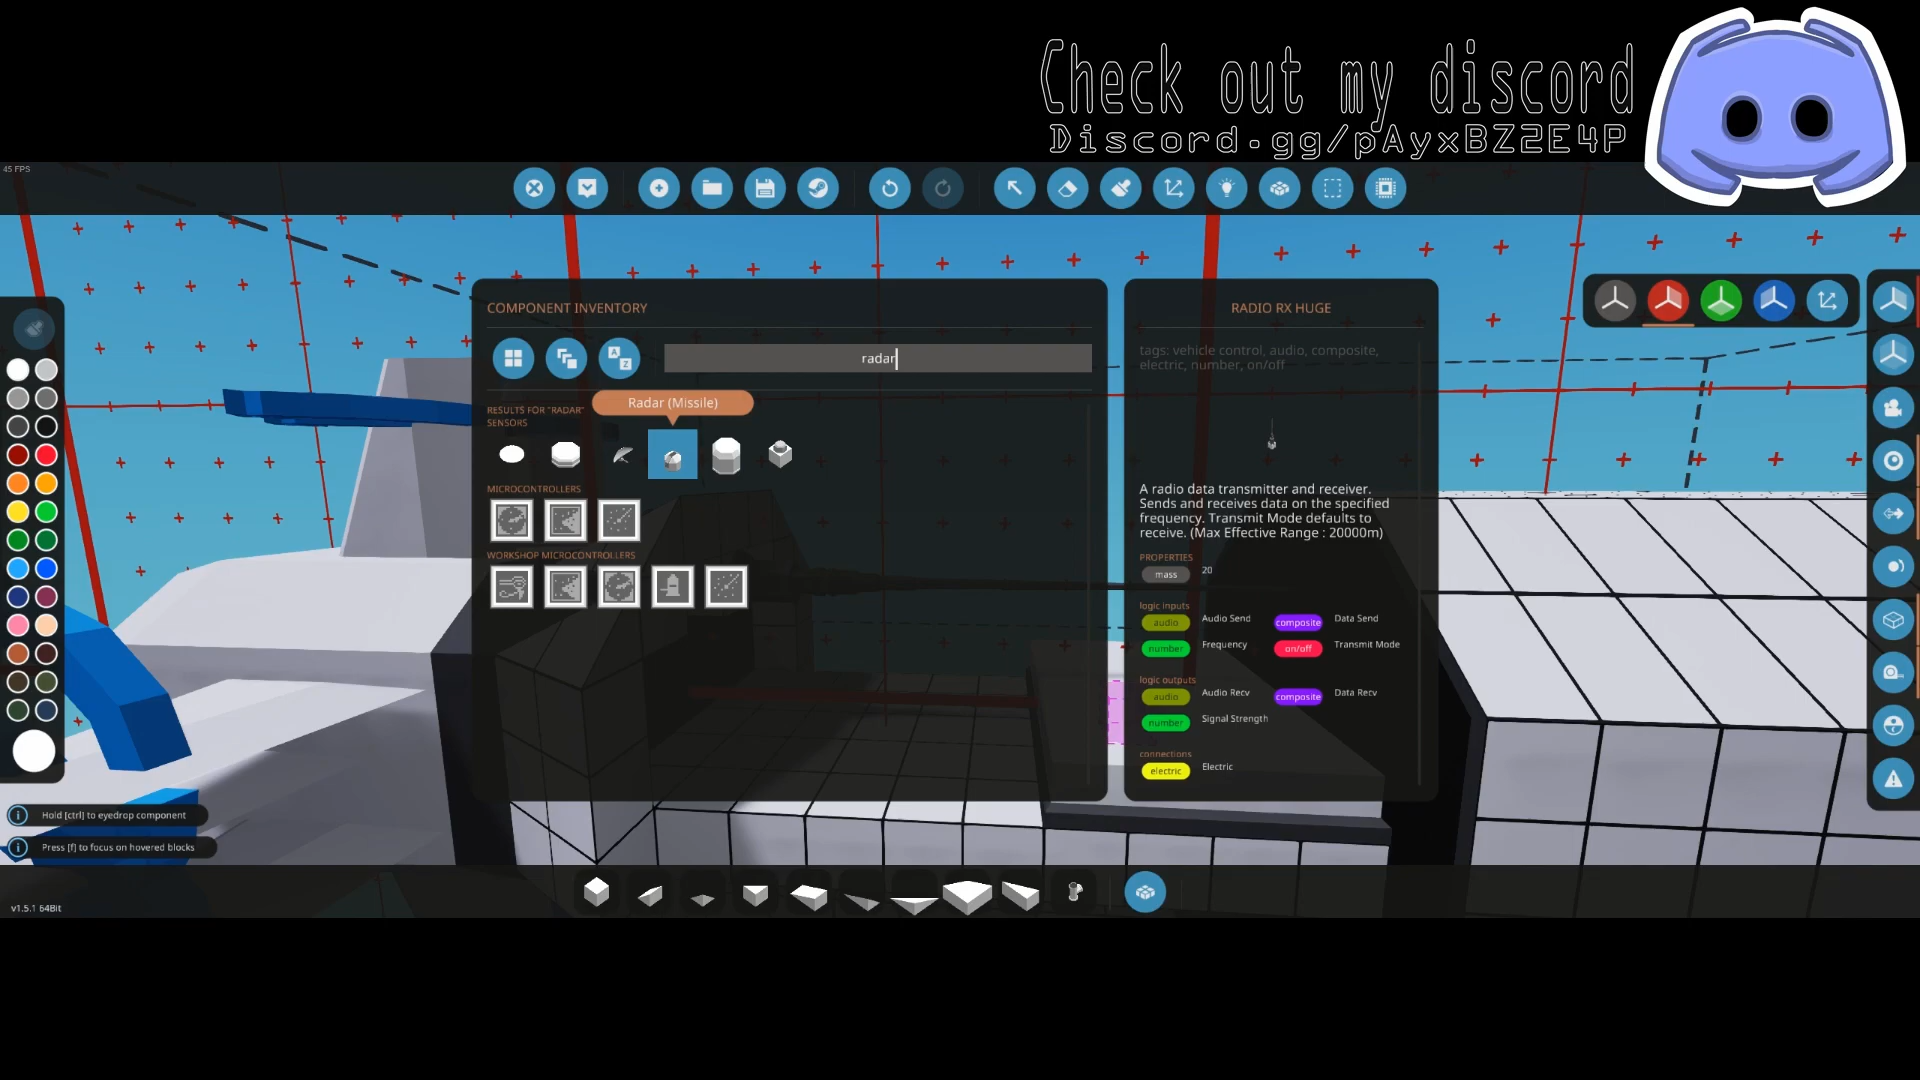 Check out my discord
Discord.gg/pAyxBZ2E4P
45 FPS
COMPONENT INVENTORY
radar
RESULTS FOR "RADAR"
SENSORS
Radar (Missile)
MICROCONTROLLERS
WORKSHOP MICROCONTROLLERS
RADIO RX HUGE
tags: vehicle control, audio, composite,
electric, number, on/off
A radio data transmitter and receiver.
Sends and receives data on the specified
frequency. Transmit Mode defaults to
receive. (Max Effective Range : 20000m)
PROPERTIES
mass 20
logic inputs
audio Audio Send composite Data Send
number Frequency on/off Transmit Mode
logic outputs
audio Audio Recv composite Data Recv
number Signal Strength
connections
electric Electric
Hold [ctrl] to eyedrop component
Press [f] to focus on hovered blocks
v1.5.1 64Bit